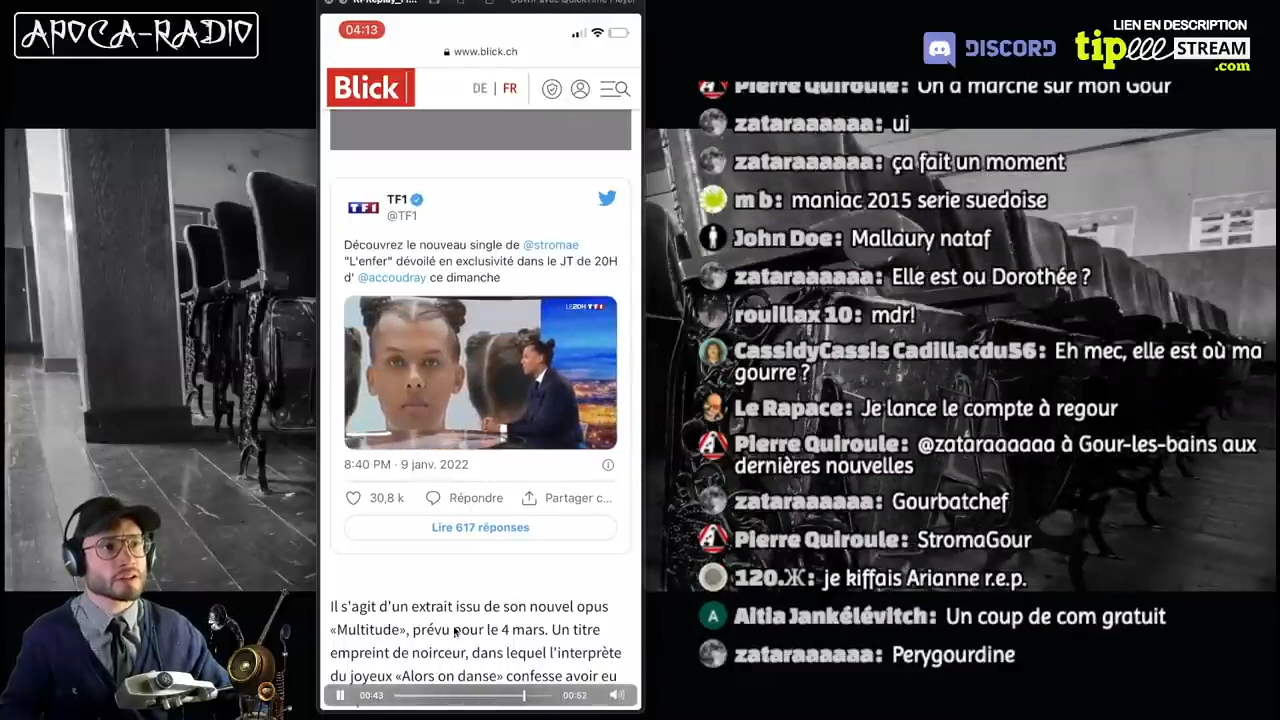 APOCA-RADIO
04:13
www.blick.ch
Blick
DE | FR
TF1
TF1
@TF1
Découvrez le nouveau single de @stromae
"L'enfer" dévoilé en exclusivité dans le JT de 20H
d' @accoudray ce dimanche
LE20H TF1
8:40 PM · 9 janv. 2022
30,8 k
Répondre
Partager c...
Lire 617 réponses
Il s'agit d'un extrait issu de son nouvel opus
«Multitude», prévu pour le 4 mars. Un titre
empreint de noirceur, dans lequel l'interprète
du joyeux «Alors on danse» confesse avoir eu
00:43
00:52
LIEN EN DESCRIPTION
DISCORD
tipeee STREAM
.com
Pierre Quiroule: On a marché sur mon Gour
zataraaaaaa: ui
zataraaaaaa: ça fait un moment
m b: maniac 2015 serie suedoise
John Doe: Mallaury nataf
zataraaaaaa: Elle est ou Dorothée ?
rouillax 10: mdr!
CassidyCassis Cadillacdu56: Eh mec, elle est où ma
gourre ?
Le Rapace: Je lance le compte à regour
Pierre Quiroule: @zataraaaaaa à Gour-les-bains aux
dernières nouvelles
zataraaaaaa: Gourbatchef
Pierre Quiroule: StromaGour
120.Ж: je kiffais Arianne r.e.p.
A
Aitia Jankélévitch: Un coup de com gratuit
zataraaaaaa: Perygourdine